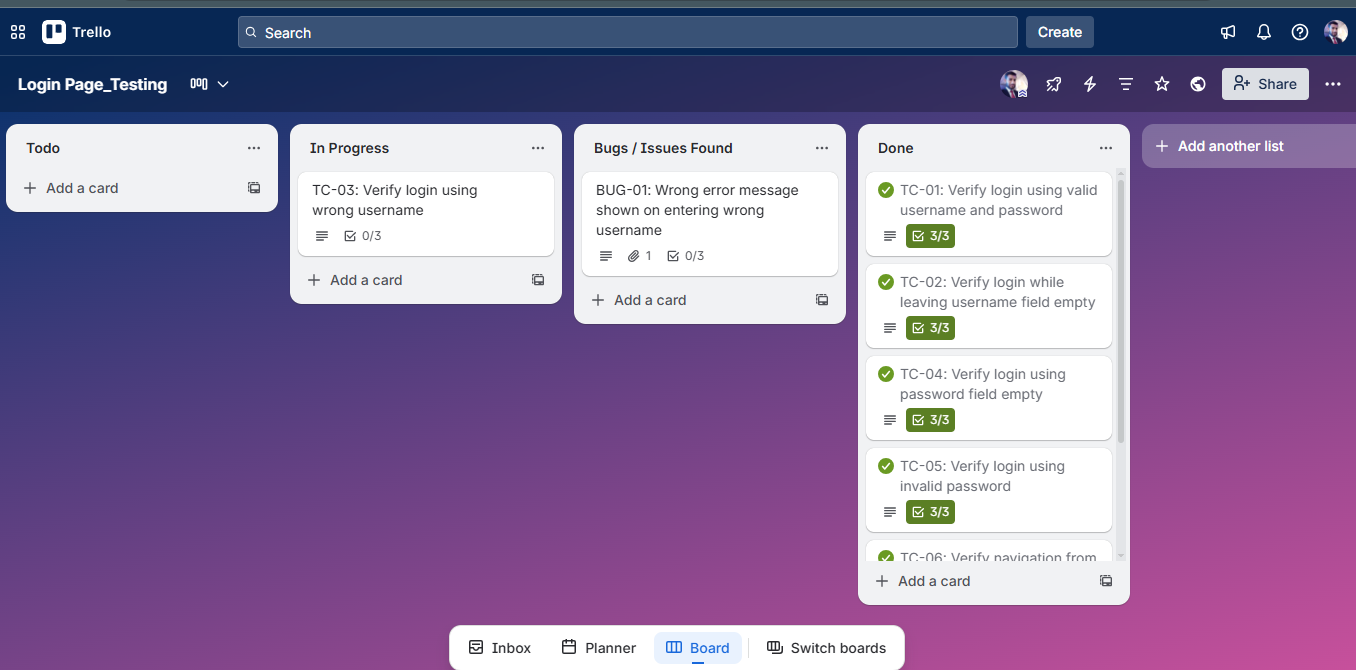 Trello
Search
Create
Login Page_Testing
Share
Todo
Add a card
In Progress
TC-03: Verify login using
wrong username
0/3
Add a card
Bugs / Issues Found
BUG-01: Wrong error message
shown on entering wrong
username
1
0/3
Add a card
Done
TC-01: Verify login using valid
username and password
3/3
TC-02: Verify login while
leaving username field empty
3/3
TC-04: Verify login using
password field empty
3/3
TC-05: Verify login using
invalid password
3/3
TC-06: Verify navigation from
Add a card
Add another list
Inbox
Planner
Board
Switch boards